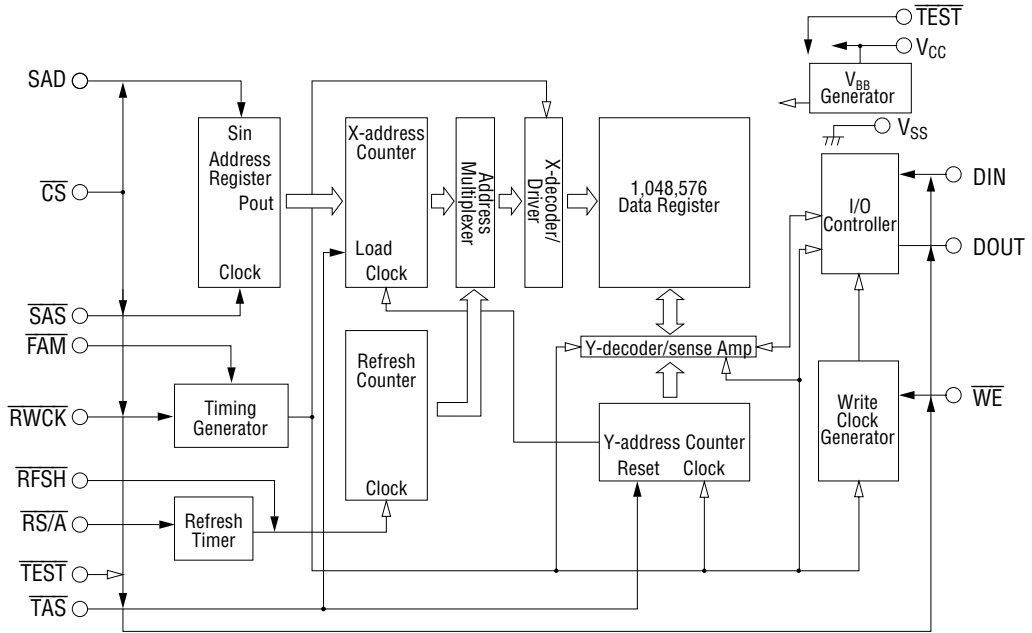 TEST
VCC
VBB
Generator
VSS
SAD
CS
SAS
FAM
RWCK
RFSH
RS/A
TEST
TAS
Sin
Address
Register
Pout
Clock
X-address
Counter
Load
Clock
Address
Multiplexer
X-decoder/
Driver
1,048,576
Data Register
I/O
Controller
DIN
DOUT
Refresh
Counter
Clock
Y-decoder/sense Amp
Timing
Generator
Y-address Counter
Reset Clock
Write
Clock
Generator
WE
Refresh
Timer